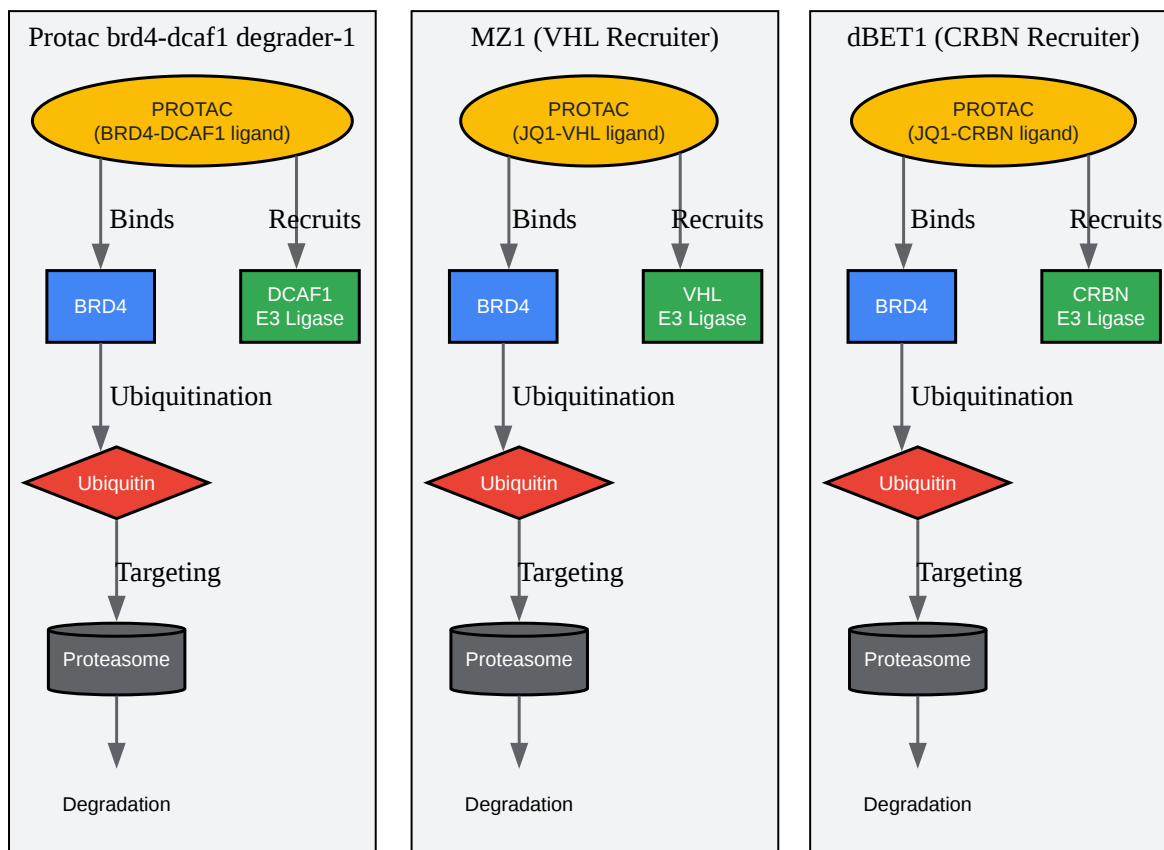 Protac brd4-dcaf1 degrader-1
PROTAC
(BRD4-DCAF1 ligand)
Binds
Recruits
BRD4
DCAF1
E3 Ligase
Ubiquitination
Ubiquitin
Targeting
Proteasome
Degradation
MZ1 (VHL Recruiter)
PROTAC
(JQ1-VHL ligand)
Binds
Recruits
BRD4
VHL
E3 Ligase
Ubiquitination
Ubiquitin
Targeting
Proteasome
Degradation
dBET1 (CRBN Recruiter)
PROTAC
(JQ1-CRBN ligand)
Binds
Recruits
BRD4
CRBN
E3 Ligase
Ubiquitination
Ubiquitin
Targeting
Proteasome
Degradation